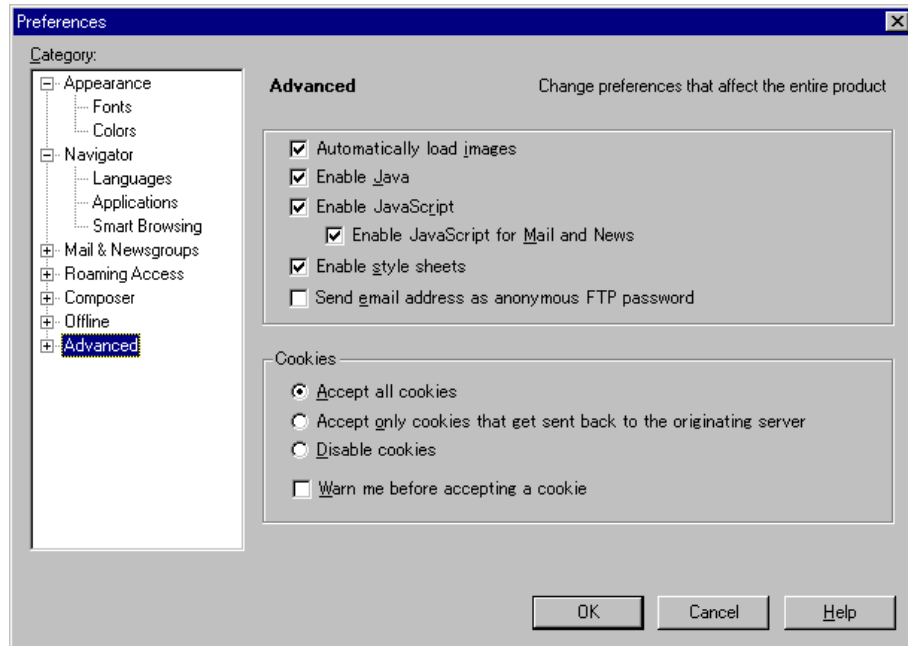 Preferences
Category:
Appearance
Fonts
Colors
Navigator
Languages
Applications
Smart Browsing
Mail & Newsgroups
Roaming Access
Composer
Offline
Advanced
Advanced
Change preferences that affect the entire product
Automatically load images
Enable Java
Enable JavaScript
Enable JavaScript for Mail and News
Enable style sheets
Send email address as anonymous FTP password
Cookies
Accept all cookies
Accept only cookies that get sent back to the originating server
Disable cookies
Warn me before accepting a cookie
OK
Cancel
Help